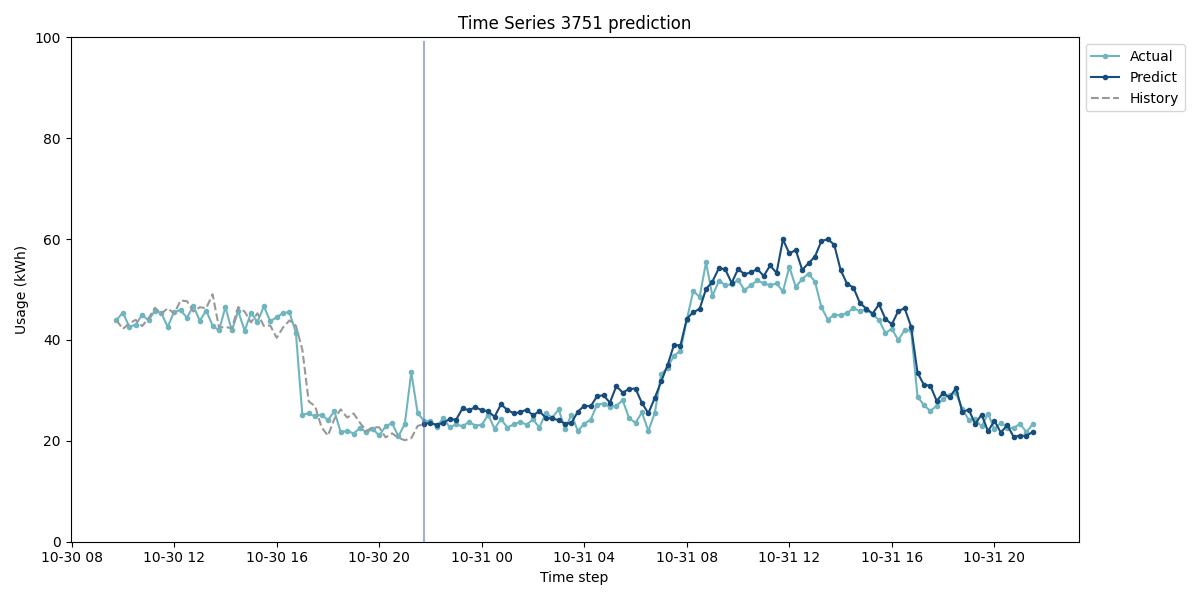 Time Series 3751 prediction
100
80
60
40
20
0
Usage (kWh)
10-30 08
10-30 12
10-30 16
10-30 20
10-31 00
10-31 04
10-31 08
10-31 12
10-31 16
10-31 20
Time step
Actual
Predict
History